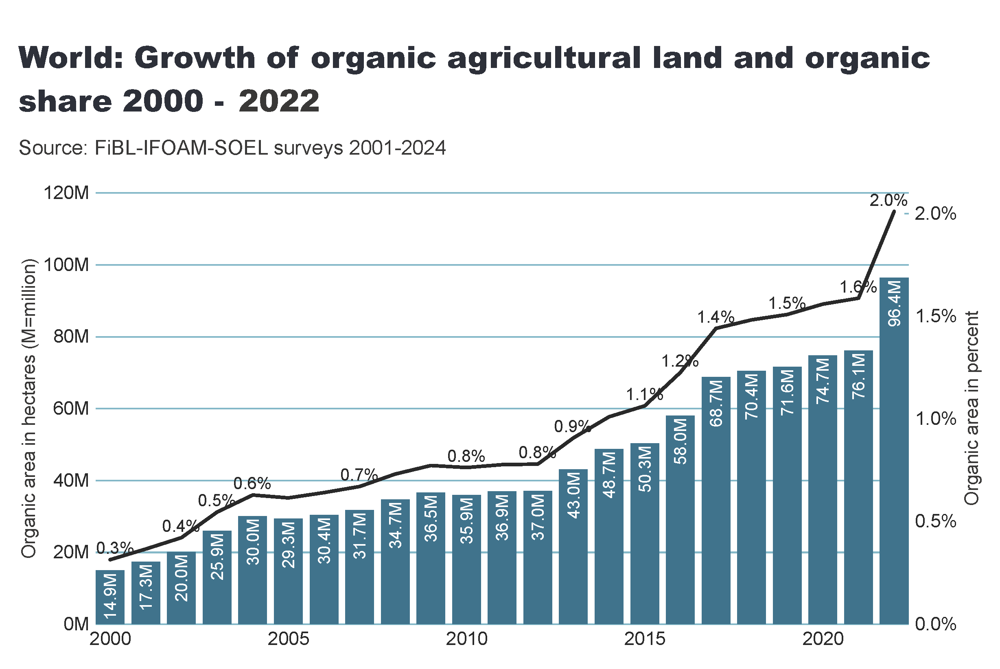 World: Growth of organic agricultural land and organic
share 2000 - 2022
Source: FiBL-IFOAM-SOEL surveys 2001-2024
Organic area in hectares (M=million)
120M
100M
80M
60M
40M
20M
0M
0.3%
0.4%
0.5%
0.6%
0.7%
0.8%
0.8%
0.9%
1.1%
1.2%
1.4%
1.5%
1.6%
2.0%
14.9M
17.3M
20.0M
25.9M
30.0M
29.3M
30.4M
31.7M
34.7M
36.5M
35.9M
36.9M
37.0M
43.0M
48.7M
50.3M
58.0M
68.7M
70.4M
71.6M
74.7M
76.1M
96.4M
2.0%
1.5%
1.0%
0.5%
0.0%
Organic area in percent
2000 2005 2010 2015 2020